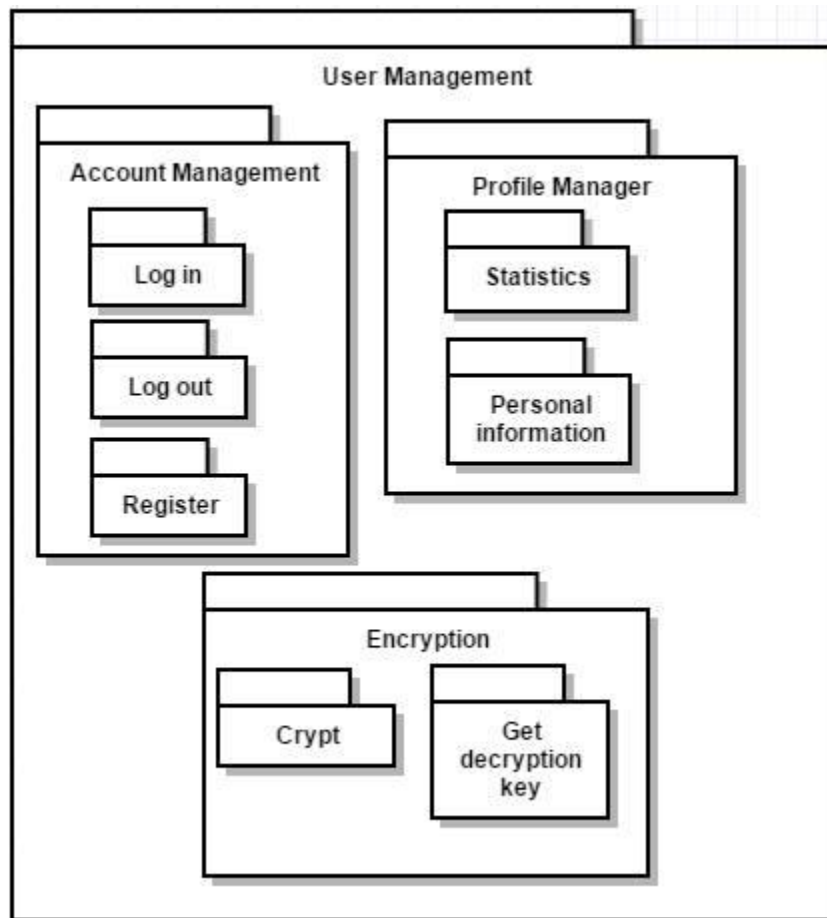 User Management
Account Management
Log in
Log out
Register
Profile Manager
Statistics
Personal
information
Encryption
Crypt
Get
decryption
key